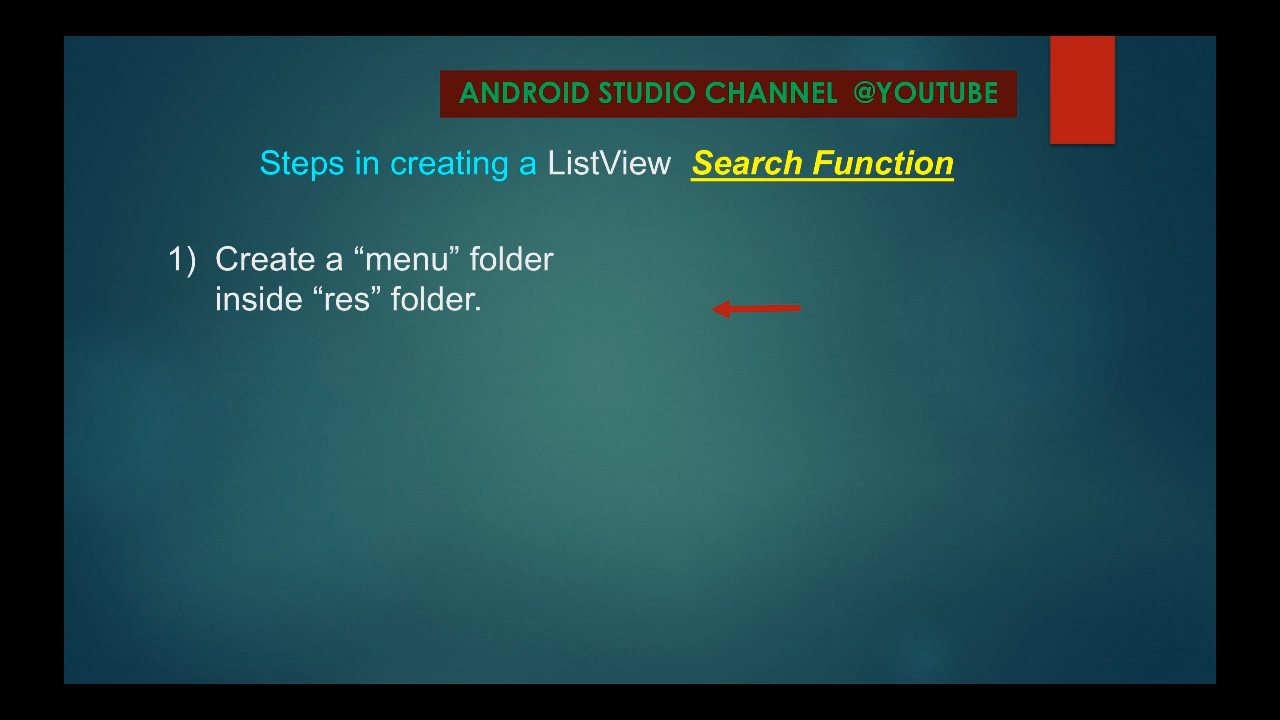 ANDROID STUDIO CHANNEL @YOUTUBE
Steps in creating a ListView Search Function
1) Create a “menu” folder
inside “res” folder.